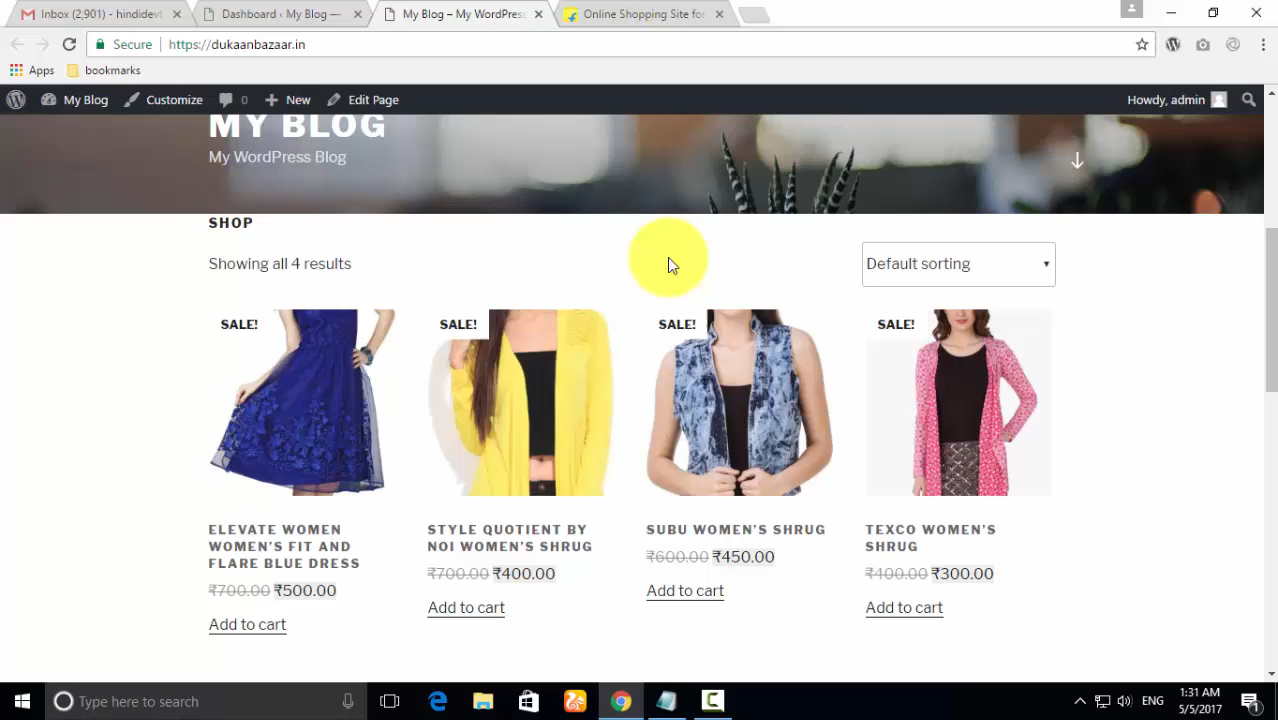 Inbox (2,901) - hindidev
Dashboard ‹ My Blog —
My Blog – My WordPress
Online Shopping Site for
Secure
https://dukaanbazaar.in
Apps
bookmarks
My Blog
Customize
0
New
Edit Page
Howdy, admin
MY BLOG
My WordPress Blog
SHOP
Showing all 4 results
Default sorting
SALE!
SALE!
SALE!
SALE!
ELEVATE WOMEN
WOMEN'S FIT AND
FLARE BLUE DRESS
₹700.00 ₹500.00
Add to cart
STYLE QUOTIENT BY
NOI WOMEN'S SHRUG
₹700.00 ₹400.00
Add to cart
SUBU WOMEN'S SHRUG
₹600.00 ₹450.00
Add to cart
TEXCO WOMEN'S
SHRUG
₹400.00 ₹300.00
Add to cart
Type here to search
ENG
1:31 AM
5/5/2017
1